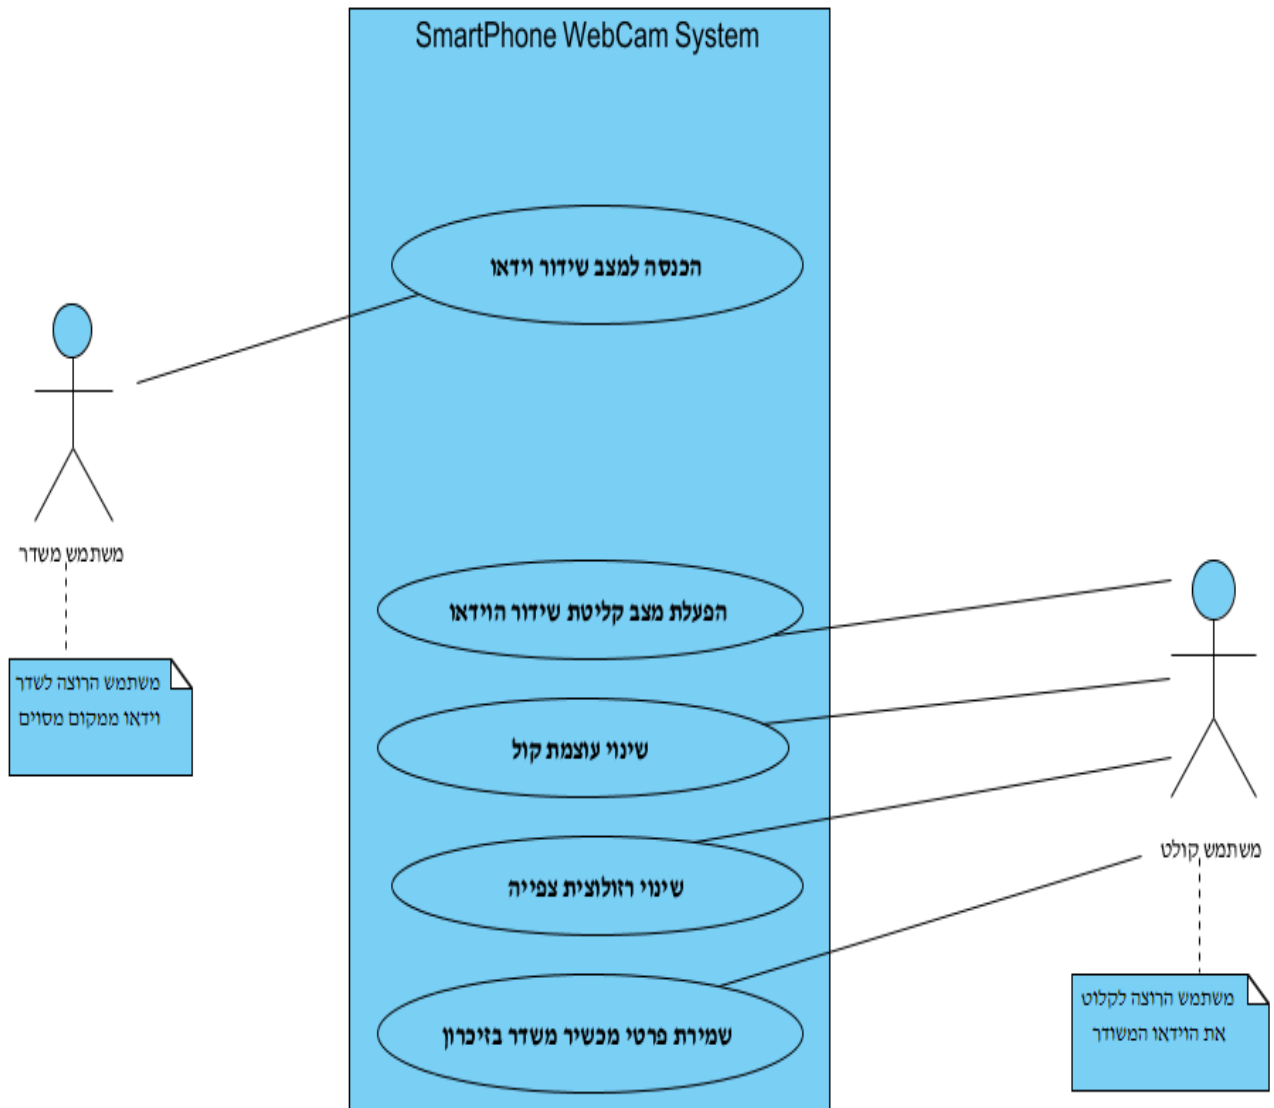 SmartPhone WebCam System
הכנסה למצב שידור וידאו
משתמש משדר
משתמש הרוצה לשדר
וידאו ממקום מסוים
הפעלת מצב קליטת שידור הוידאו
שינוי עוצמת קול
שינוי רזולוצית צפייה
שמירת פרטי מכשיר משדר בזיכרון
משתמש קולט
משתמש הרוצה לקלוט
את הוידאו המשודר